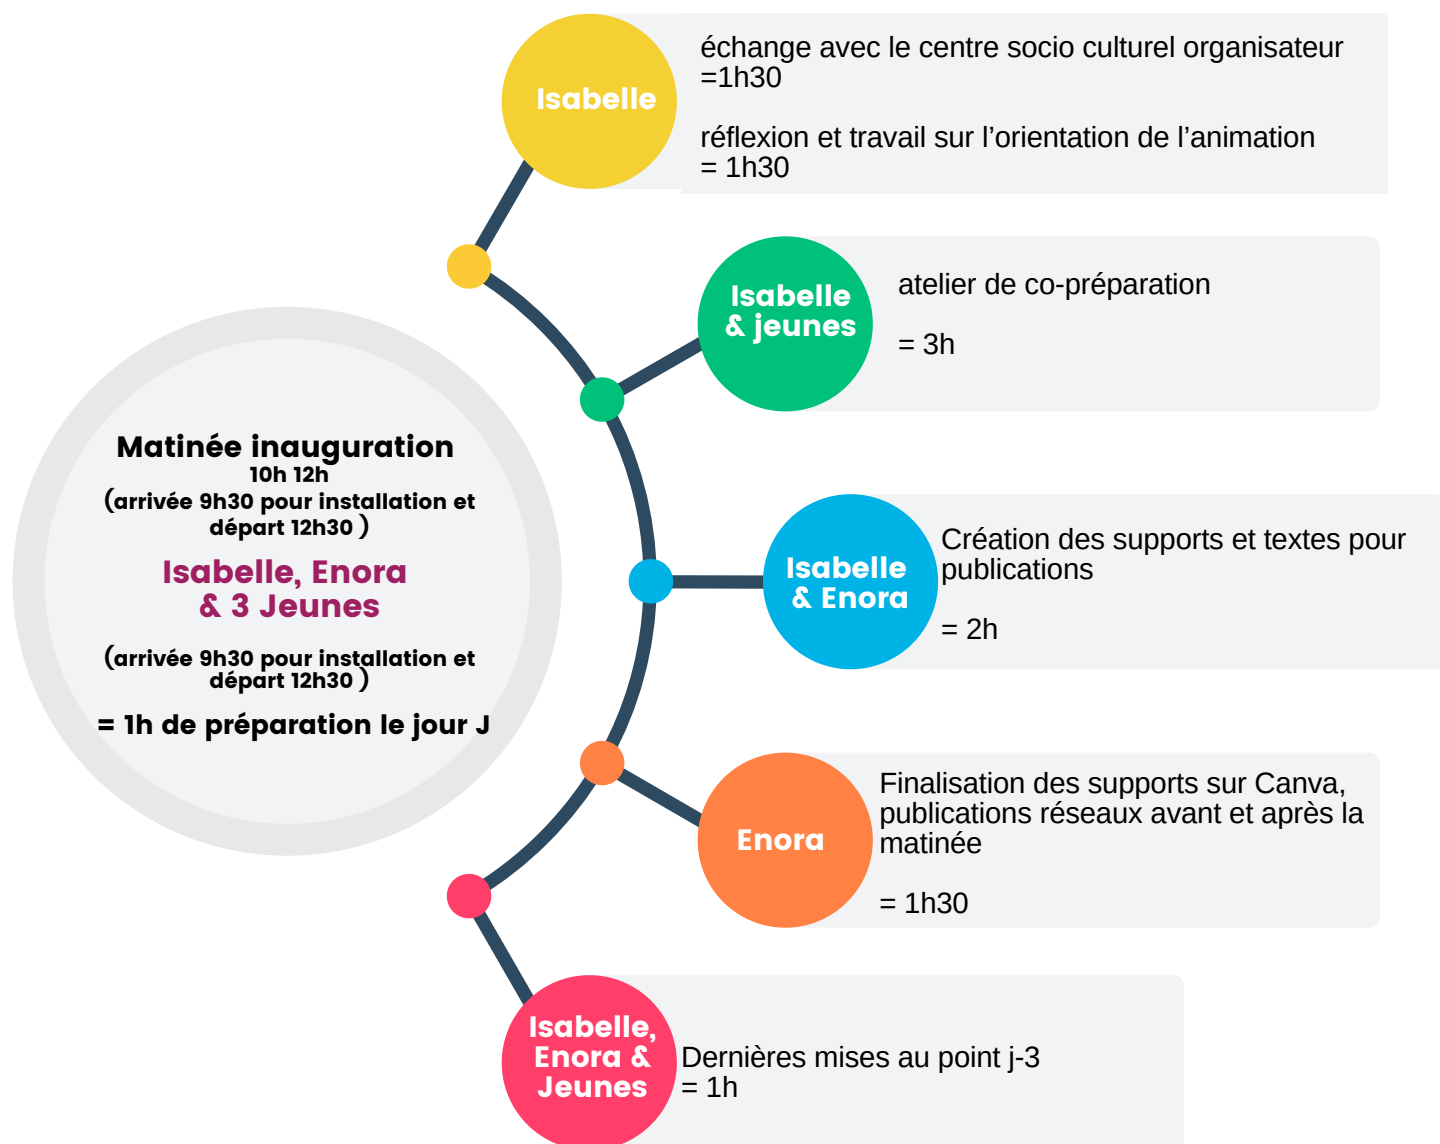 Matinée inauguration
10h 12h
(arrivée 9h30 pour installation et
départ 12h30 )
Isabelle, Enora
& 3 Jeunes
(arrivée 9h30 pour installation et
départ 12h30 )
= 1h de préparation le jour J
Isabelle
échange avec le centre socio culturel organisateur
=1h30
réflexion et travail sur l’orientation de l’animation
= 1h30
Isabelle
& jeunes
atelier de co-préparation
= 3h
Isabelle
& Enora
Création des supports et textes pour
publications
= 2h
Enora
Finalisation des supports sur Canva,
publications réseaux avant et après la
matinée
= 1h30
Isabelle,
Enora &
Jeunes
Dernières mises au point j-3
= 1h